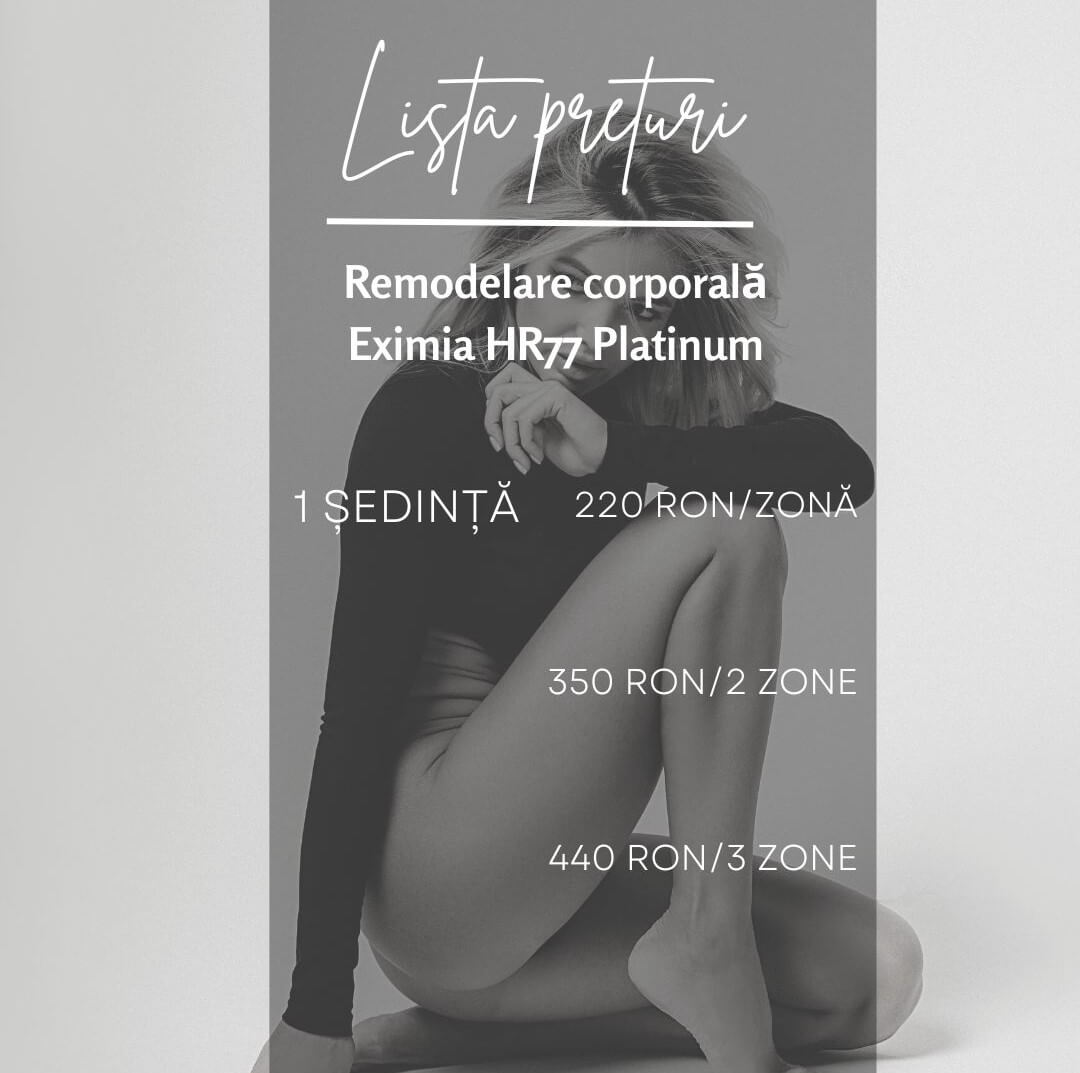 Lista prețuri
Remodelare corporală
Eximia HR77 Platinum
1 ȘEDINȚĂ 220 RON/ZONĂ
350 RON/2 ZONE
440 RON/3 ZONE